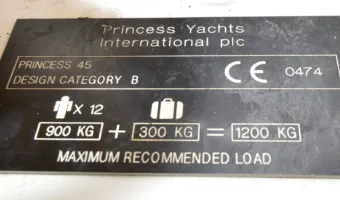 Princess Yachts
International plc
PRINCESS 45
DESIGN CATEGORY B
CE 0474
X 12
900 KG + 300 KG = 1200 KG
MAXIMUM RECOMMENDED LOAD